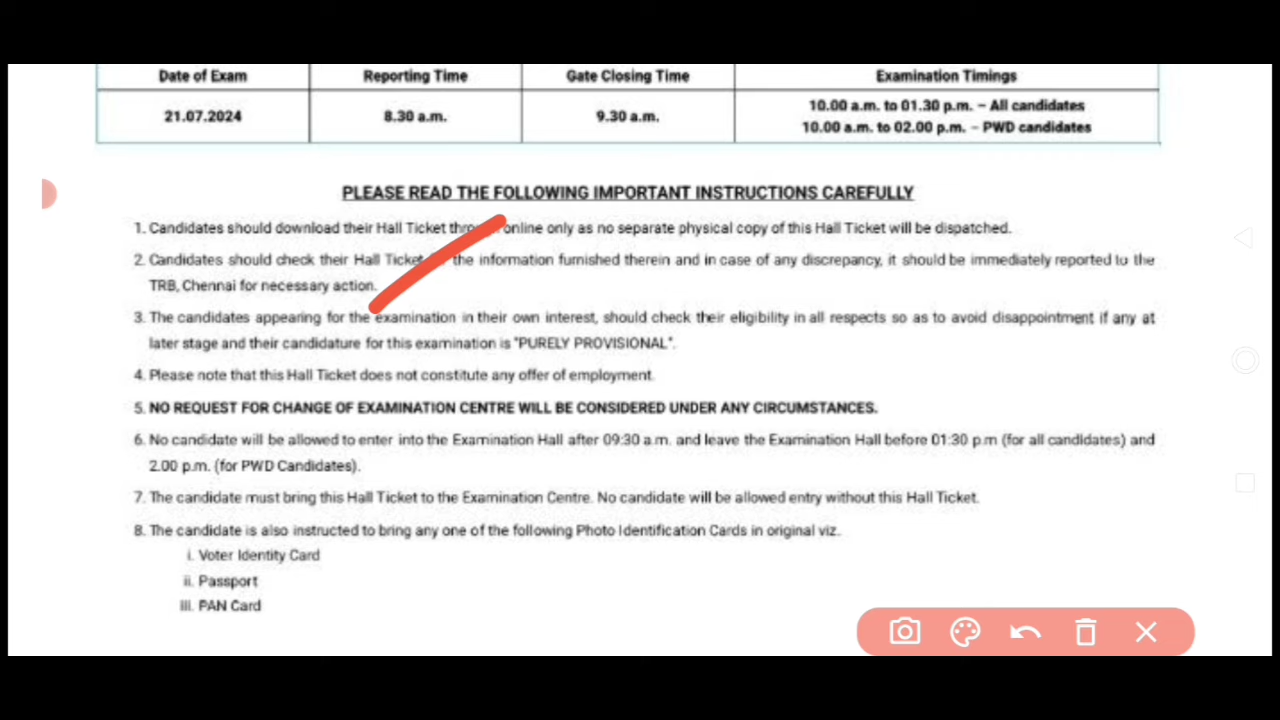 Date of Exam Reporting Time Gate Closing Time Examination Timings
21.07.2024 8.30 a.m. 9.30 a.m. 10.00 a.m. to 01.30 p.m. – All candidates
10.00 a.m. to 02.00 p.m. – PWD candidates
PLEASE READ THE FOLLOWING IMPORTANT INSTRUCTIONS CAREFULLY
1. Candidates should download their Hall Ticket online only as no separate physical copy of this Hall Ticket will be dispatched.
2. Candidates should check their Hall Ticket the information furnished therein and in case of any discrepancy, it should be immediately reported to the
TRB, Chennai for necessary action.
3. The candidates appearing for the examination in their own interest, should check their eligibility in all respects so as to avoid disappointment if any at
later stage and their candidature for this examination is "PURELY PROVISIONAL".
4. Please note that this Hall Ticket does not constitute any offer of employment.
5. NO REQUEST FOR CHANGE OF EXAMINATION CENTRE WILL BE CONSIDERED UNDER ANY CIRCUMSTANCES.
6. No candidate will be allowed to enter into the Examination Hall after 09:30 a.m. and leave the Examination Hall before 01:30 p.m (for all candidates) and
2.00 p.m. (for PWD Candidates).
7. The candidate must bring this Hall Ticket to the Examination Centre. No candidate will be allowed entry without this Hall Ticket.
8. The candidate is also instructed to bring any one of the following Photo Identification Cards in original viz.
i. Voter Identity Card
ii. Passport
iii. PAN Card